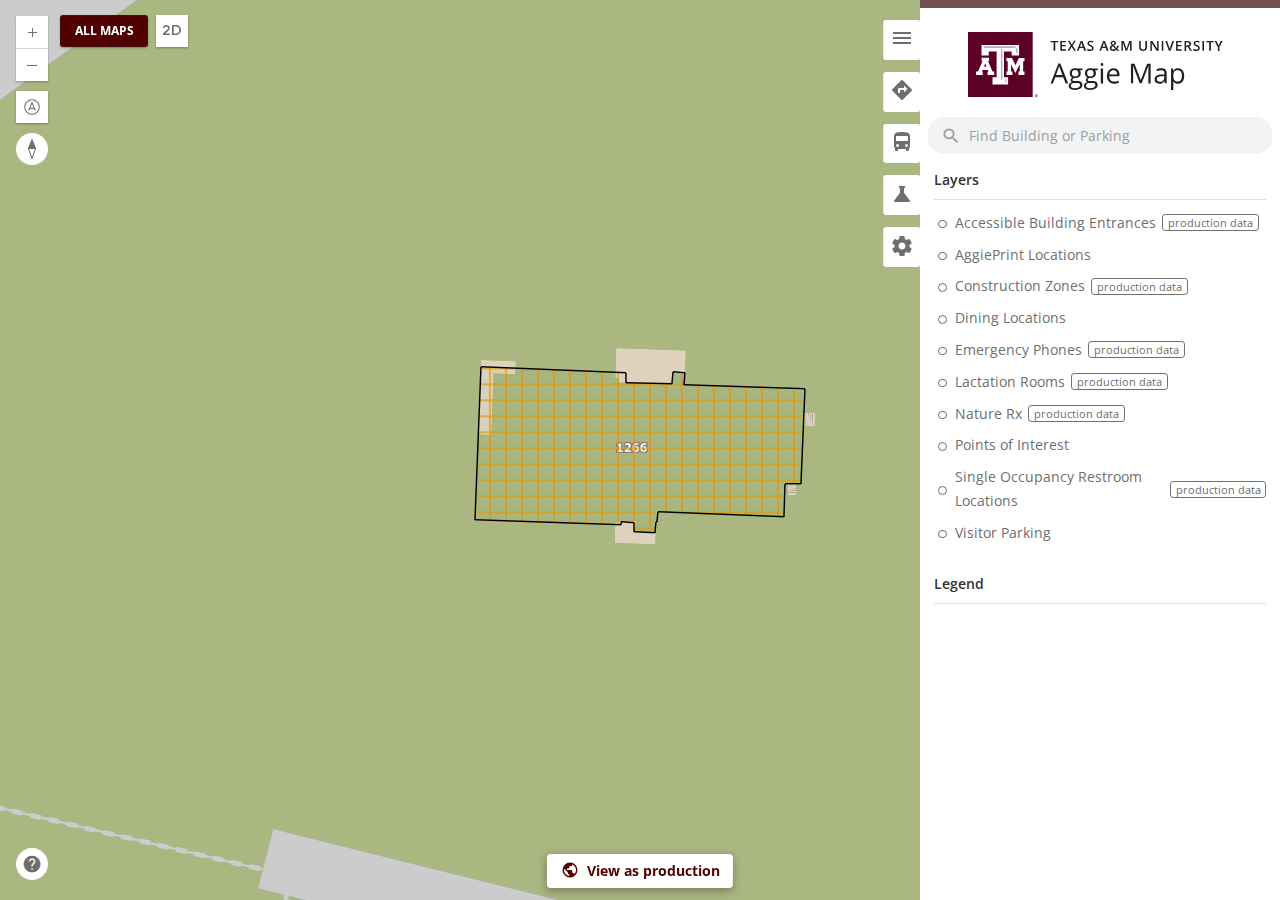 ALL MAPS
2D
TEXAS A&M UNIVERSITY
Aggie Map
Find Building or Parking
Layers
Accessible Building Entrances production data
AggiePrint Locations
Construction Zones production data
Dining Locations
Emergency Phones production data
Lactation Rooms production data
Nature Rx production data
Points of Interest
Single Occupancy Restroom
Locations production data
Visitor Parking
Legend
1266
View as production